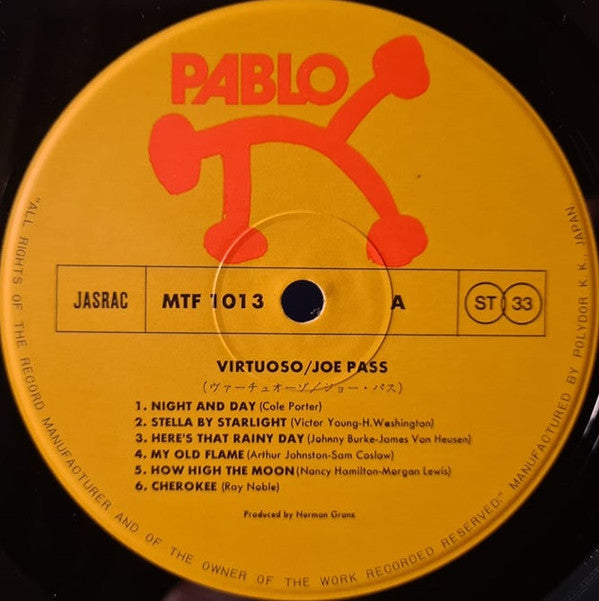 PABLO
JASRAC MTF 1013 A ST 33
VIRTUOSO/JOE PASS
(ヴァーチュオーゾ/ジョー・パス)
1. NIGHT AND DAY (Cole Porter)
2. STELLA BY STARLIGHT (Victor Young-H.Washington)
3. HERE'S THAT RAINY DAY (Johnny Burke-James Van Heusen)
4. MY OLD FLAME (Arthur Johnston-Sam Coslow)
5. HOW HIGH THE MOON (Nancy Hamilton-Morgan Lewis)
6. CHEROKEE (Ray Noble)
Produced by Norman Granz
"ALL RIGHTS OF THE RECORD MANUFACTURER AND OF THE OWNER OF THE WORK RECORDED RESERVED." MANUFACTURED BY POLYDOR K. K., JAPAN